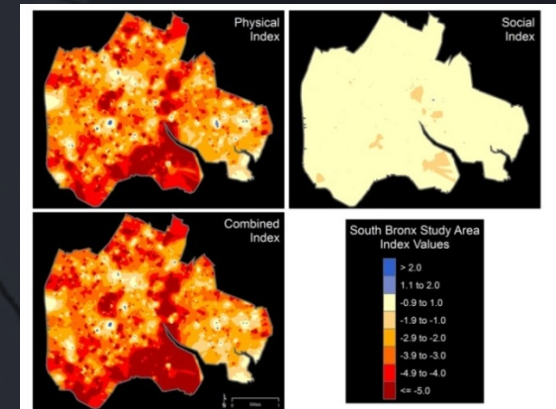 Physical
Index
Social
Index
Combined
Index
South Bronx Study Area
Index Values
> 2.0
1.1 to 2.0
-0.9 to 1.0
-1.9 to -1.0
-2.9 to -2.0
-3.9 to -3.0
-4.9 to -4.0
<= -5.0